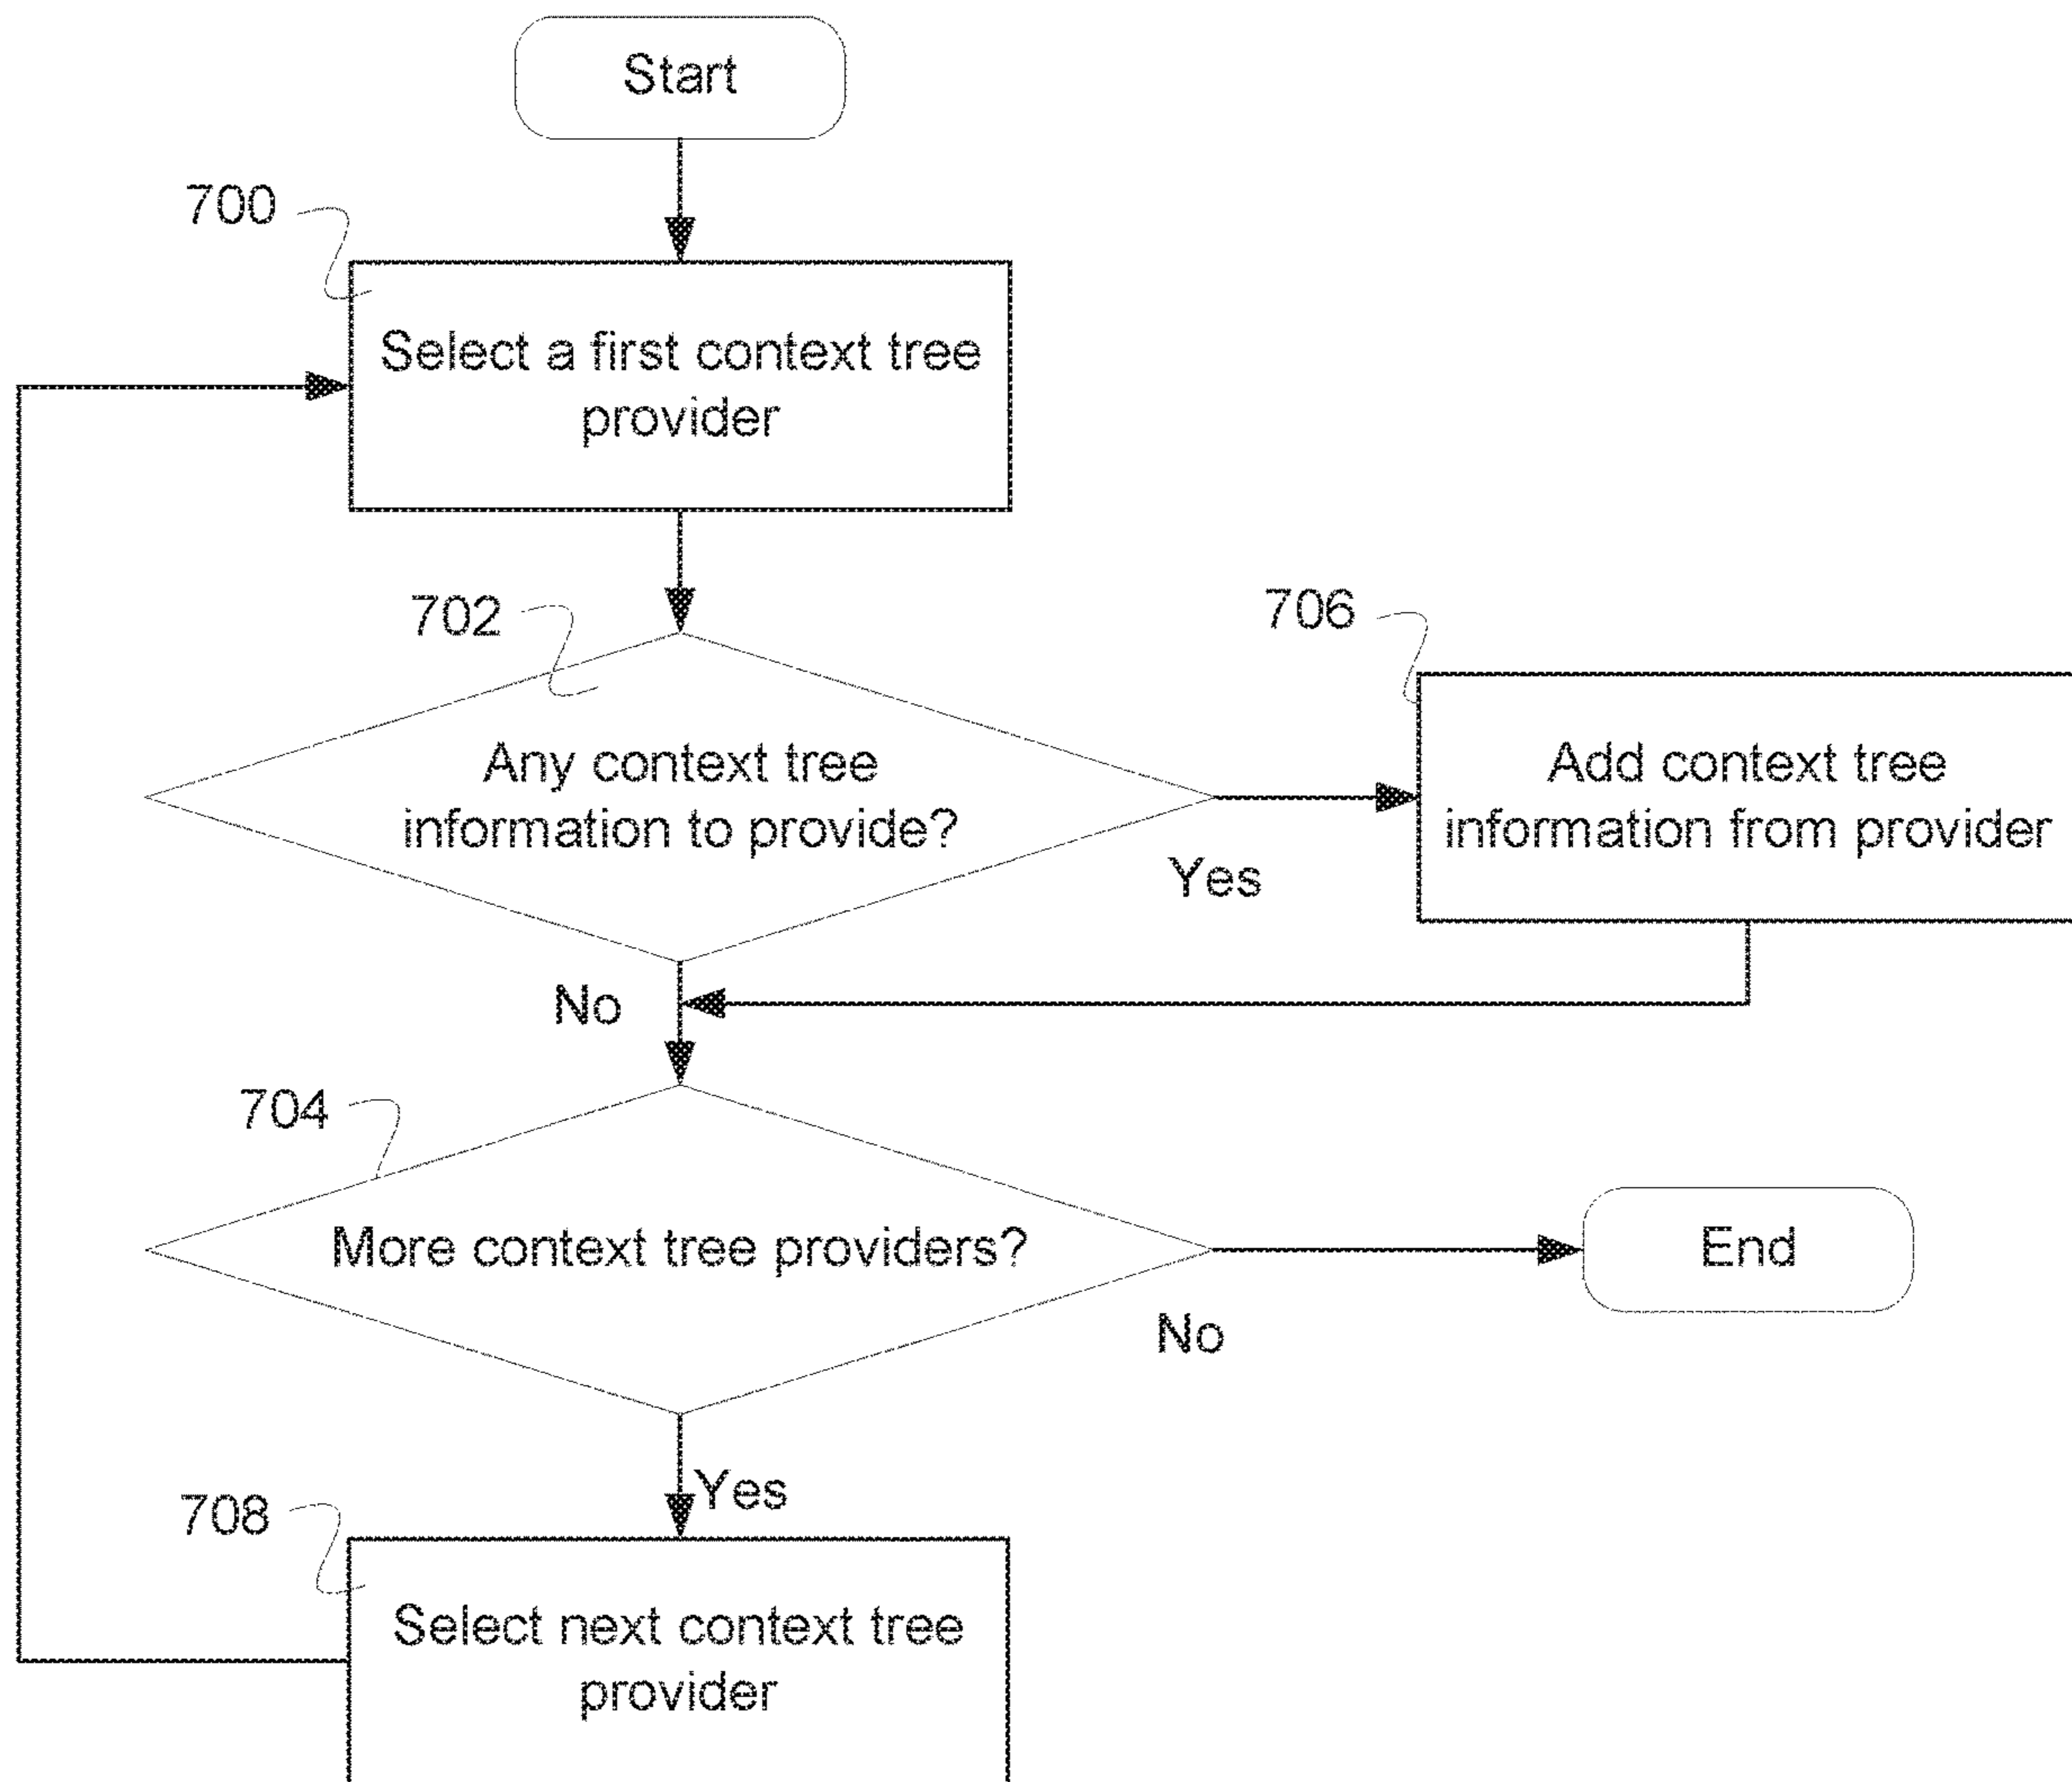 Start
700
Select a first context tree
provider
702
706
Any context tree
information to provide?
Add context tree
information from provider
Yes
No
704
More context tree providers?
End
No
Yes
708
Select next context tree
provider